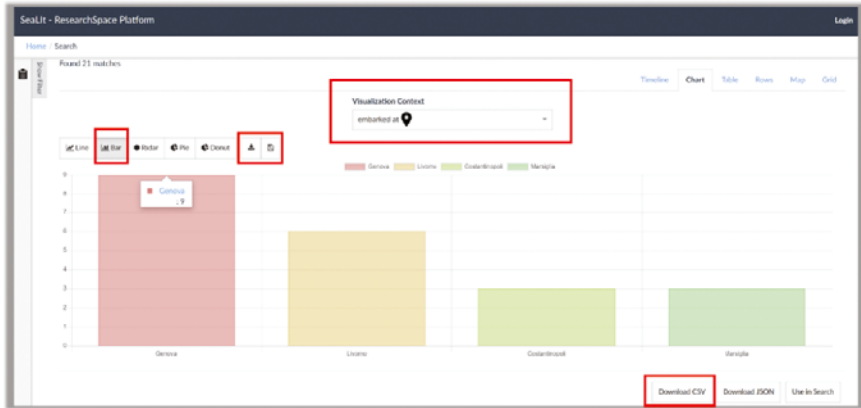 SeaLit - ResearchSpace Platform Login
Home / Search
Show Filter
Found 21 matches
Timeline Chart Table Rows Map Grid
Visualization Context
embarked at
Line Bar Radar Pie Donut
Genova Livorno Costantinopoli Marsiglia
9
8
7
6
5
4
3
2
1
0
Genova
: 9
Genova Livorno Costantinopoli Marsiglia
Download CSV Download JSON Use in Search